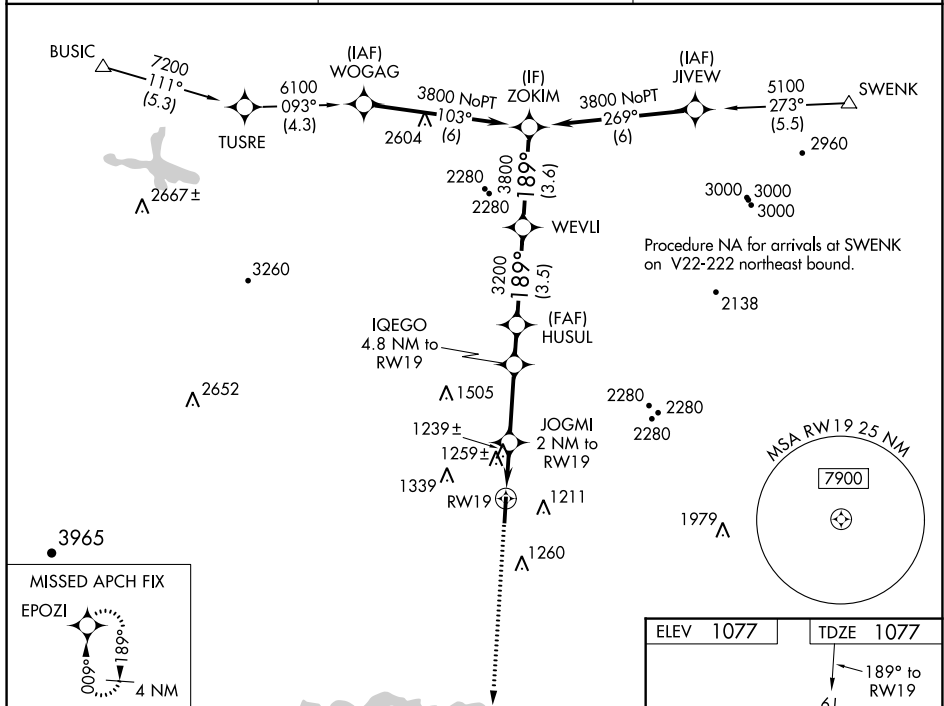 BUSIC
7200
111°
(5.3)
TUSRE
6100
093°
(4.3)
(IAF)
WOGAG
3800 NoPT
103°
(6)
2604
(IF)
ZOKIM
3800 NoPT
269°
(6)
(IAF)
JIVEW
5100
273°
(5.5)
SWENK
2960
2667±
2280
2280
3800
189°
(3.6)
WEVLI
3000
3000
3000
Procedure NA for arrivals at SWENK
on V22-222 northeast bound.
3260
3200
189°
(3.5)
2138
(FAF)
HUSUL
IQEGO
4.8 NM to
RW19
2652
1505
2280
2280
2280
1239±
1259±
JOGMI
2 NM to
RW19
1339
RW19
1211
1979
1260
MSA RW19 25 NM
7900
3965
MISSED APCH FIX
EPOZI
009°
189°
4 NM
ELEV 1077
TDZE 1077
189° to
RW19